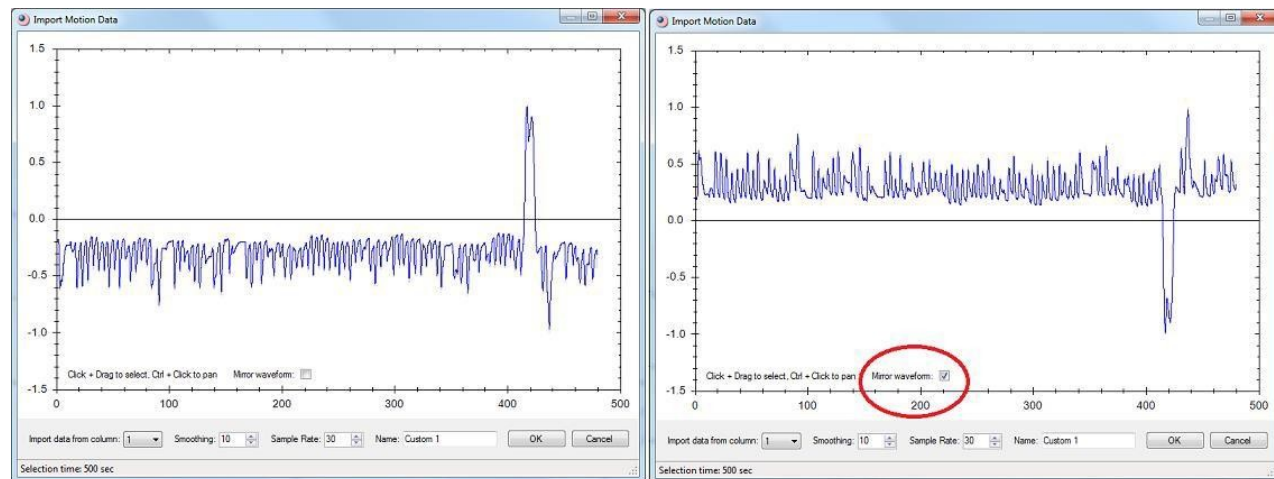 Import Motion Data
1.5
1.0
0.5
0.0
-0.5
-1.0
-1.5
0 100 200 300 400 500
Click + Drag to select, Ctrl + Click to pan Mirror waveform:
Import data from column: 1 Smoothing: 10 Sample Rate: 30 Name: Custom 1 OK Cancel
Selection time: 500 sec
Import Motion Data
1.5
1.0
0.5
0.0
-0.5
-1.0
-1.5
0 100 200 300 400 500
Click + Drag to select, Ctrl + Click to pan Mirror waveform:
Import data from column: 1 Smoothing: 10 Sample Rate: 30 Name: Custom 1 OK Cancel
Selection time: 500 sec